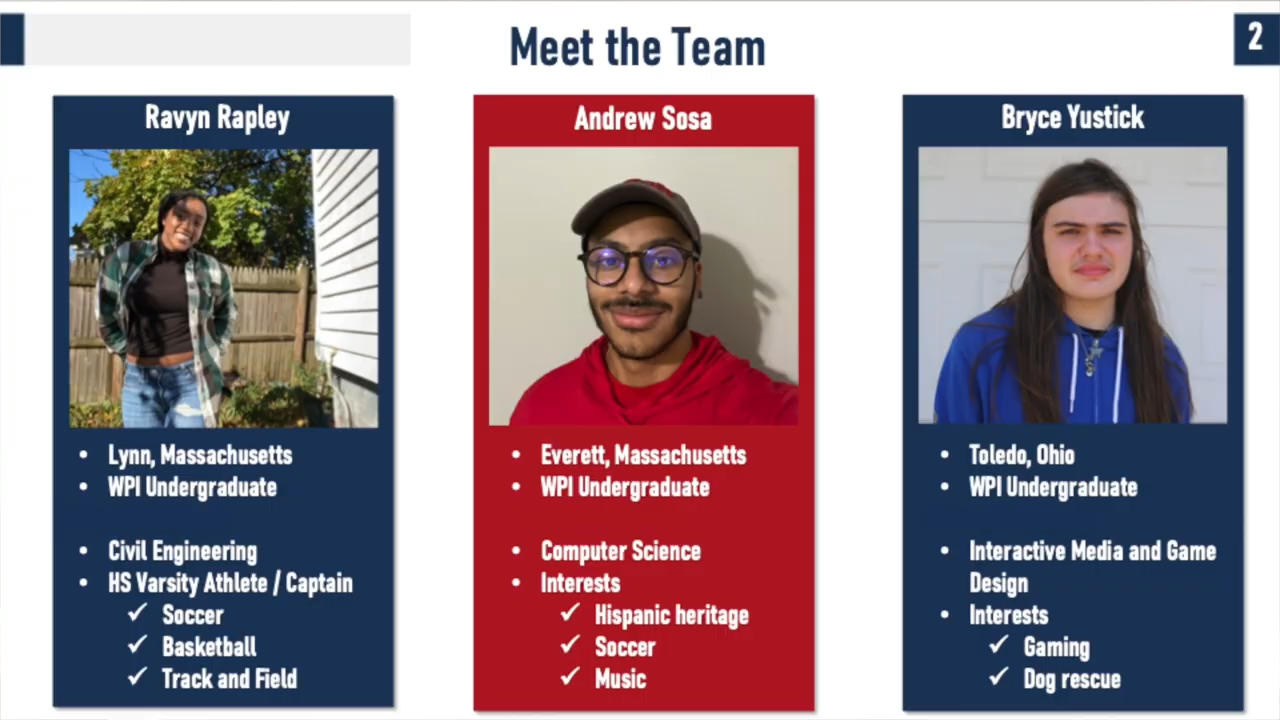 Meet the Team
2
Ravyn Rapley
• Lynn, Massachusetts
• WPI Undergraduate
• Civil Engineering
• HS Varsity Athlete / Captain
✓ Soccer
✓ Basketball
✓ Track and Field
Andrew Sosa
• Everett, Massachusetts
• WPI Undergraduate
• Computer Science
• Interests
✓ Hispanic heritage
✓ Soccer
✓ Music
Bryce Yustick
• Toledo, Ohio
• WPI Undergraduate
• Interactive Media and Game
Design
• Interests
✓ Gaming
✓ Dog rescue